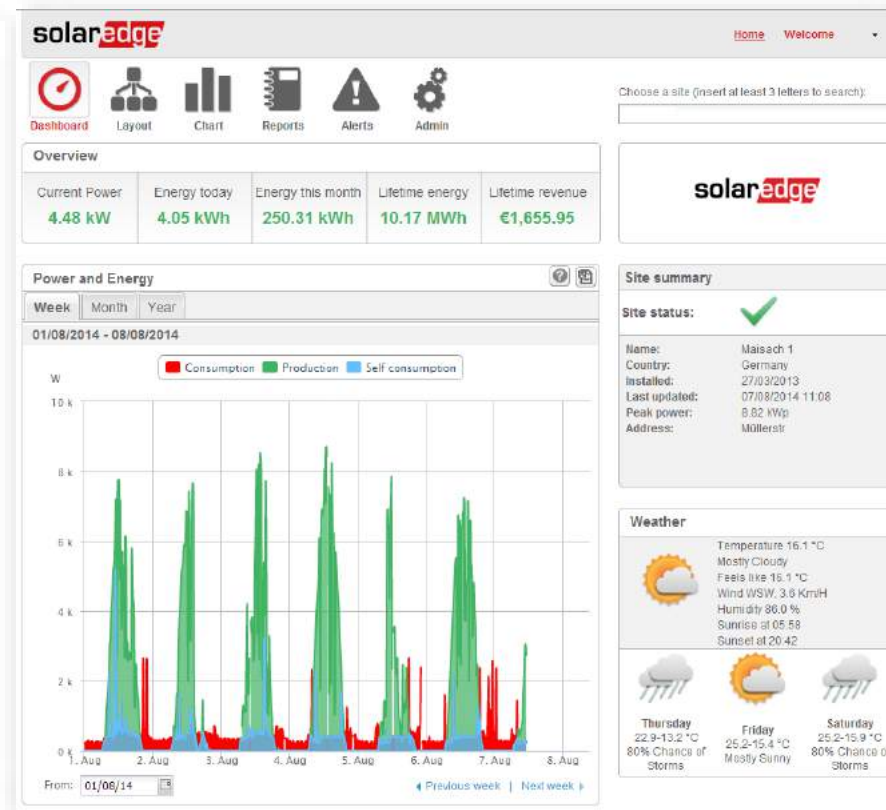 solaredge
Home Welcome
Dashboard Layout Chart Reports Alerts Admin
Choose a site (insert at least 3 letters to search):
Overview
Current Power Energy today Energy this month Lifetime energy Lifetime revenue
4.48 kW 4.05 kWh 250.31 kWh 10.17 MWh €1,655.95
solaredge
Power and Energy
Week Month Year
01/08/2014 - 08/08/2014
Consumption Production Self consumption
W
10 k
8 k
6 k
4 k
2 k
0 k
1. Aug 2. Aug 3. Aug 4. Aug 5. Aug 6. Aug 7. Aug 8. Aug
From: 01/08/14
Previous week | Next week
Site summary
Site status:
Name: Maisach 1
Country: Germany
Installed: 27/03/2013
Last updated: 07/08/2014 11:08
Peak power: 8.82 kWp
Address: Müllerstr
Weather
Temperature 16.1 °C
Mostly Cloudy
Feels like 16.1 °C
Wind WSW, 3.6 Km/H
Humidity 86.0 %
Sunrise at 05:58
Sunset at 20:42
Thursday
22.9-13.2 °C
80% Chance of
Storms
Friday
25.2-15.4 °C
Mostly Sunny
Saturday
25.2-15.9 °C
80% Chance o
Storms